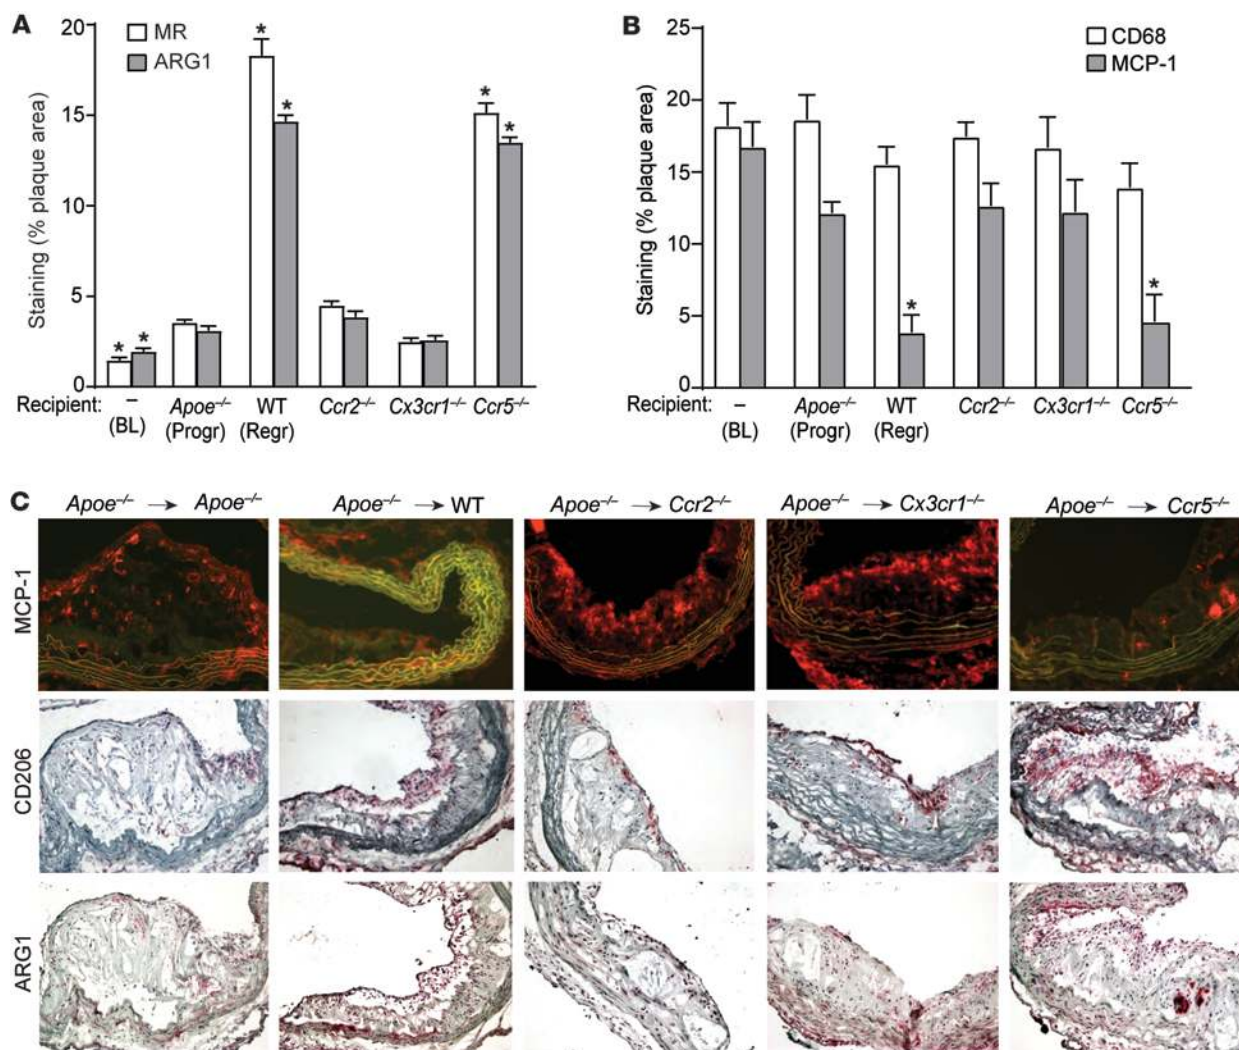 A
MR
ARG1
Staining (% plaque area)
20
15
10
5
0
Recipient: – Apoe–/– WT Ccr2–/– Cx3cr1–/– Ccr5–/–
(BL) (Progr) (Regr)
* * * * * *
B
CD68
MCP-1
Staining (% plaque area)
25
20
15
10
5
0
Recipient: – Apoe–/– WT Ccr2–/– Cx3cr1–/– Ccr5–/–
(BL) (Progr) (Regr)
* *
C
Apoe–/– → Apoe–/– Apoe–/– → WT Apoe–/– → Ccr2–/– Apoe–/– → Cx3cr1–/– Apoe–/– → Ccr5–/–
MCP-1
CD206
ARG1